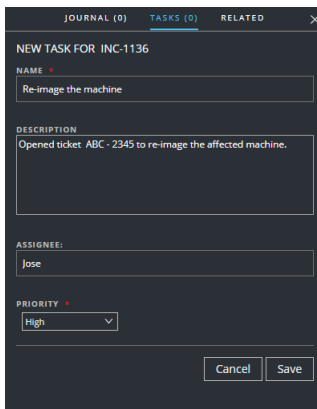 JOURNAL (0) TASKS (0) RELATED
NEW TASK FOR INC-1136
NAME *
Re-image the machine
DESCRIPTION
Opened ticket ABC - 2345 to re-image the affected machine.
ASSIGNEE:
Jose
PRIORITY *
High
Cancel Save